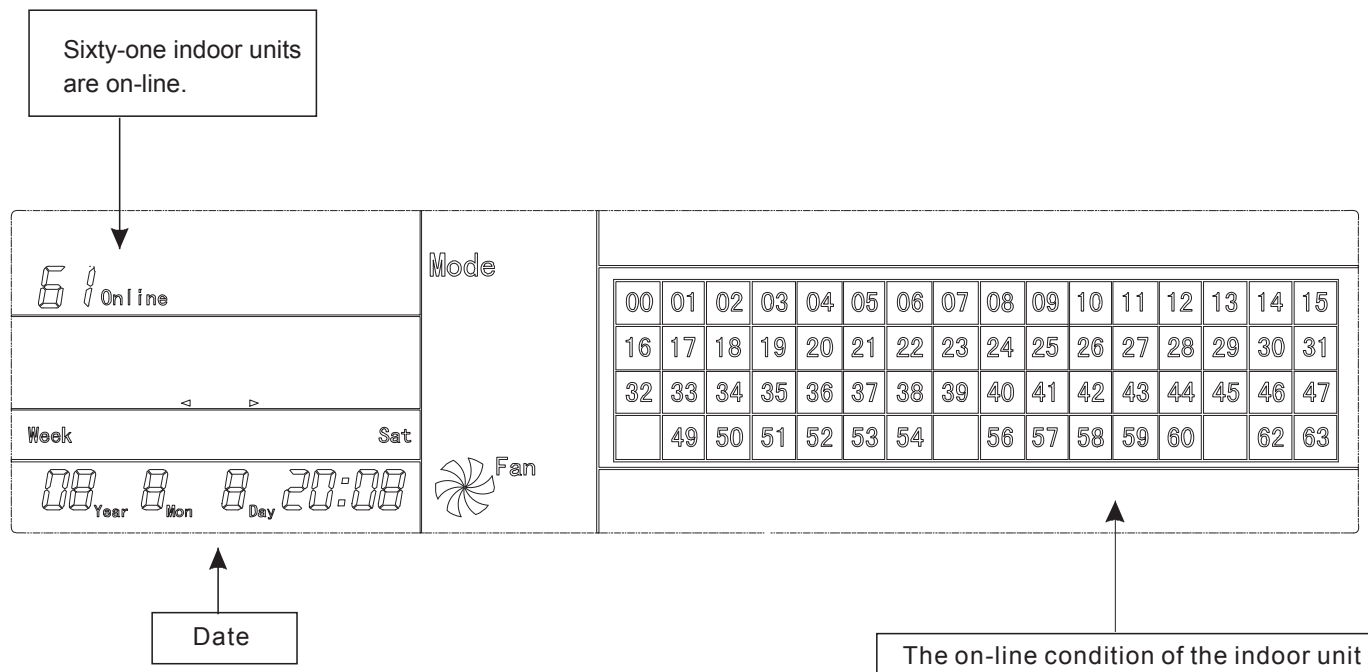 Sixty-one indoor units
are on-line.
61 Online
Mode
00 01 02 03 04 05 06 07 08 09 10 11 12 13 14 15
16 17 18 19 20 21 22 23 24 25 26 27 28 29 30 31
32 33 34 35 36 37 38 39 40 41 42 43 44 45 46 47
49 50 51 52 53 54 56 57 58 59 60 62 63
Week Sat
08 Year 8 Mon 8 Day 20:08
Fan
Date
The on-line condition of the indoor unit